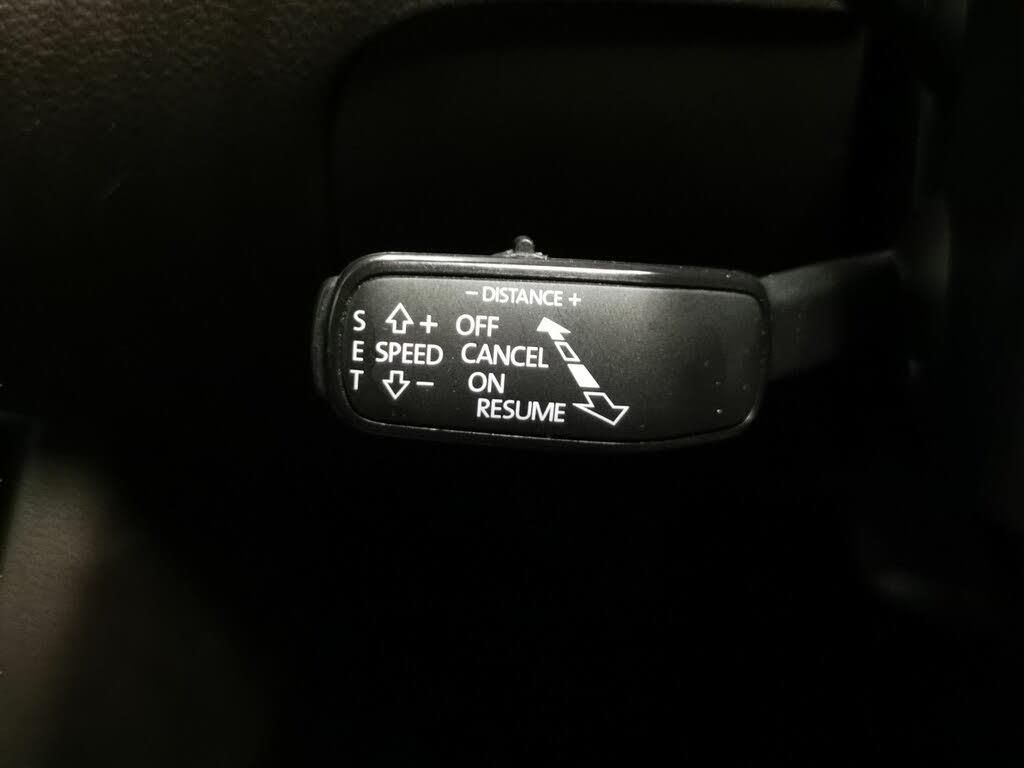 - DISTANCE +
S + OFF
E SPEED CANCEL
T - ON
RESUME